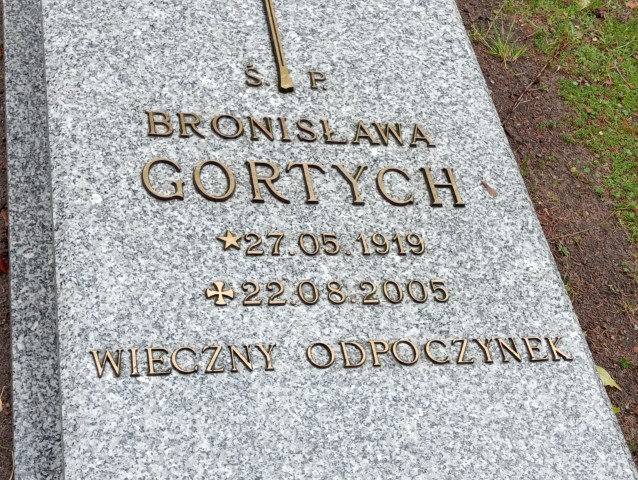 Ś. P.
BRONISŁAWA
GORTYCH
27.05.1919
22.08.2005
WIECZNY ODPOCZYNEK